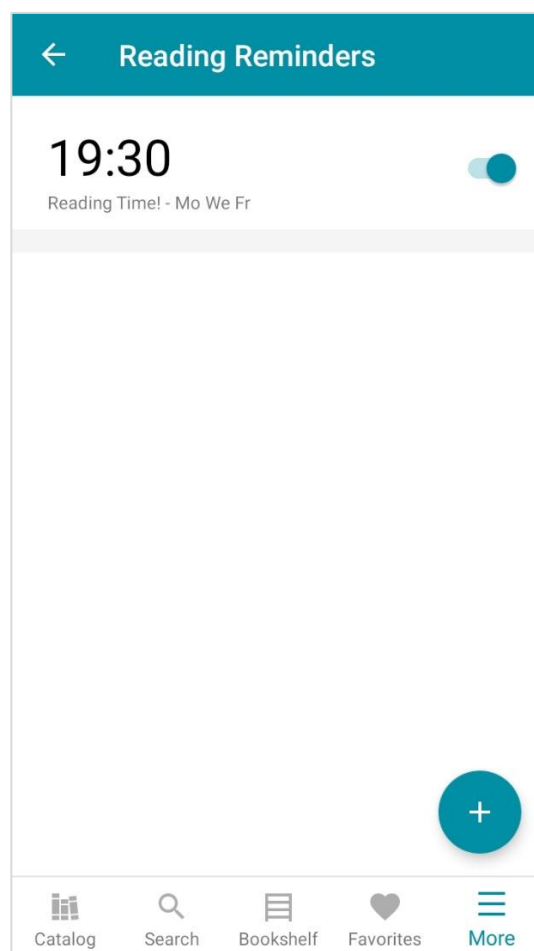 Reading Reminders
19:30
Reading Time! - Mo We Fr
Catalog Search Bookshelf Favorites More